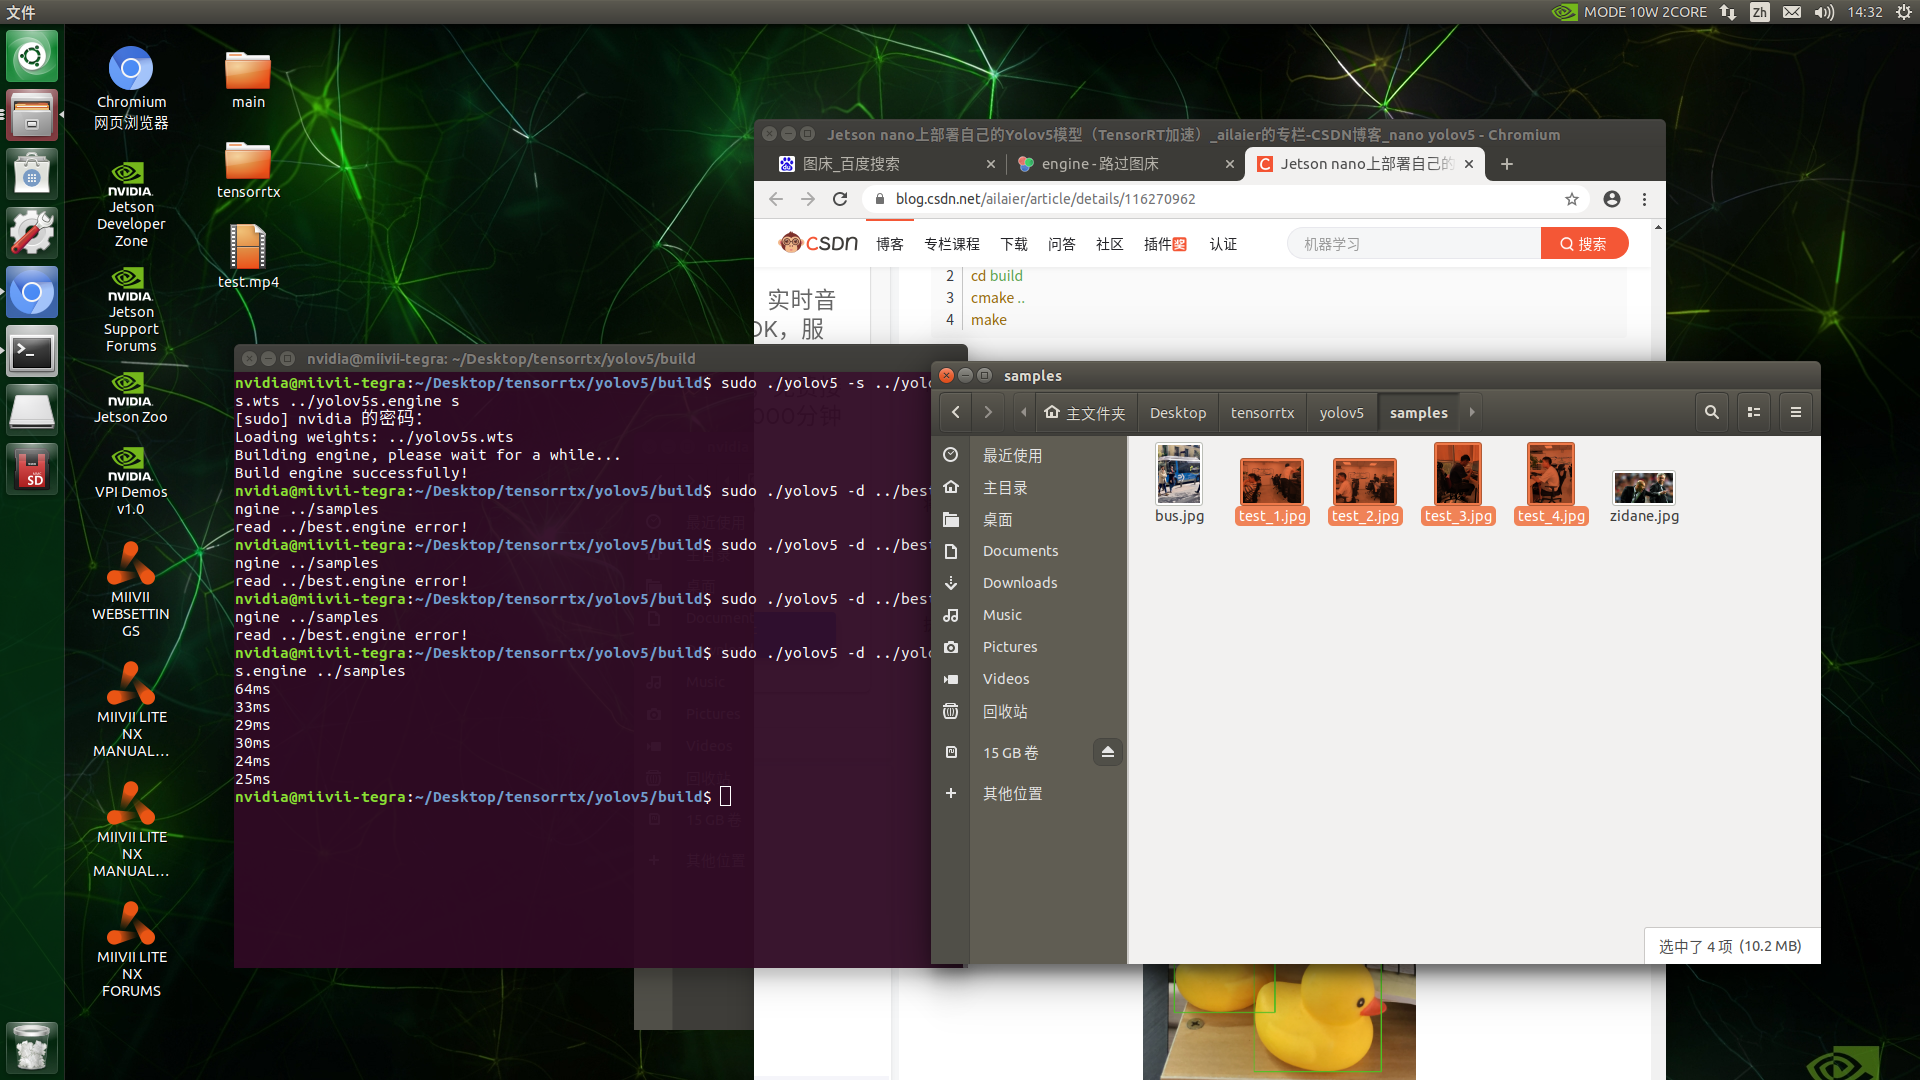 文件
MODE 10W 2CORE
Zh
14:32
Chromium
网页浏览器
main
NVIDIA.
Jetson
Developer
Zone
tensorrtx
test.mp4
NVIDIA.
Jetson
Support
Forums
NVIDIA.
Jetson Zoo
NVIDIA.
VPI Demos
v1.0
MIIVII
WEBSETTIN
GS
MIIVII LITE
NX
MANUAL...
MIIVII LITE
NX
MANUAL...
MIIVII LITE
NX
FORUMS
SD
Jetson nano上部署自己的Yolov5模型（TensorRT加速）_ailaier的专栏-CSDN博客_nano yolov5 - Chromium
图床_百度搜索
engine - 路过图床
Jetson nano上部署自己的
blog.csdn.net/ailaier/article/details/116270962
CSDN
博客
专栏课程
下载
问答
社区
插件
奖
认证
机器学习
搜索
实时音
DK，服
2 cd build
3 cmake ..
4 make
nvidia@miivii-tegra: ~/Desktop/tensorrtx/yolov5/build
nvidia@miivii-tegra:~/Desktop/tensorrtx/yolov5/build$ sudo ./yolov5 -s ../yolo
s.wts ../yolov5s.engine s
[sudo] nvidia 的密码：
Loading weights: ../yolov5s.wts
Building engine, please wait for a while...
Build engine successfully!
nvidia@miivii-tegra:~/Desktop/tensorrtx/yolov5/build$ sudo ./yolov5 -d ../best
ngine ../samples
read ../best.engine error!
nvidia@miivii-tegra:~/Desktop/tensorrtx/yolov5/build$ sudo ./yolov5 -d ../best
ngine ../samples
read ../best.engine error!
nvidia@miivii-tegra:~/Desktop/tensorrtx/yolov5/build$ sudo ./yolov5 -d ../best
ngine ../samples
read ../best.engine error!
nvidia@miivii-tegra:~/Desktop/tensorrtx/yolov5/build$ sudo ./yolov5 -d ../yolo
s.engine ../samples
64ms
33ms
29ms
30ms
24ms
25ms
nvidia@miivii-tegra:~/Desktop/tensorrtx/yolov5/build$
samples
主文件夹
Desktop
tensorrtx
yolov5
samples
最近使用
主目录
桌面
Documents
Downloads
Music
Pictures
Videos
回收站
15 GB 卷
其他位置
bus.jpg
test_1.jpg
test_2.jpg
test_3.jpg
test_4.jpg
zidane.jpg
选中了 4 项 (10.2 MB)